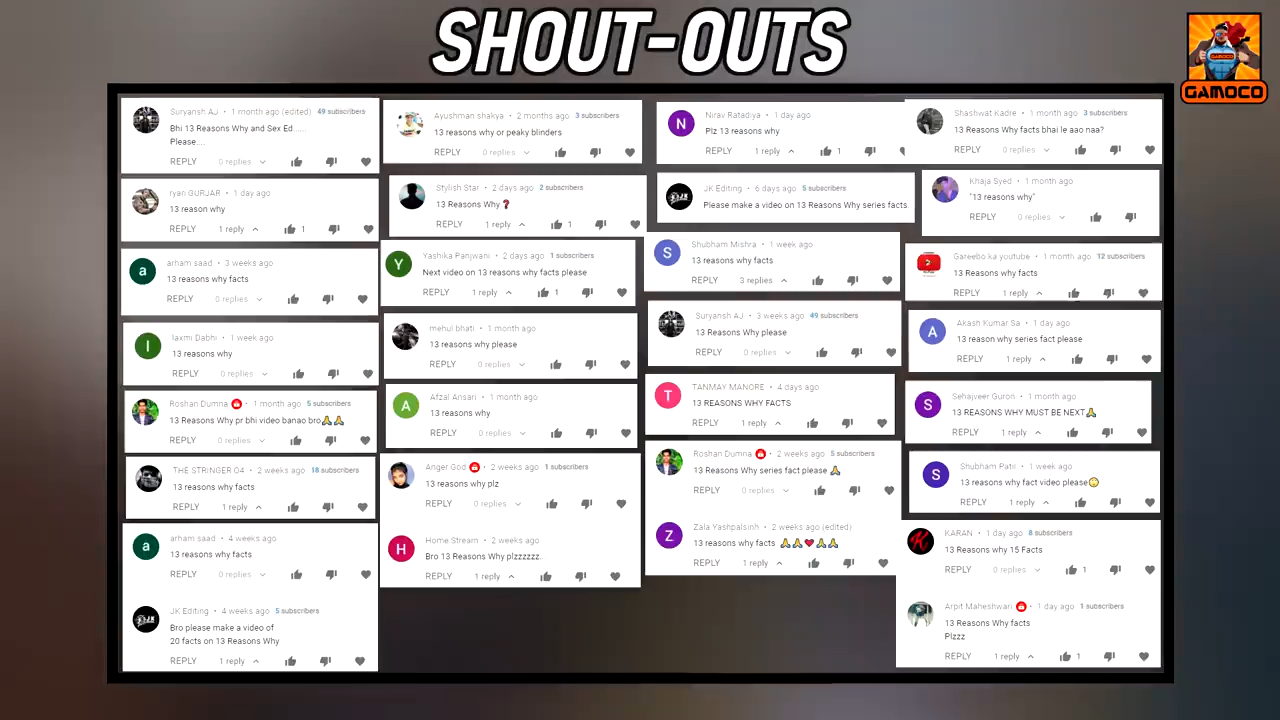 SHOUT-OUTS
GAMOCO
GAMOCO
Suryansh AJ • 1 month ago (edited) 49 subscribers
Bhi 13 Reasons Why and Sex Ed......
Please....
REPLY 0 replies
ryan GURJAR • 1 day ago
13 reason why
REPLY 1 reply 1
a
arham saad • 3 weeks ago
13 reasons why facts
REPLY 0 replies
l
laxmi Dabhi • 1 week ago
13 reasons why
REPLY 0 replies
Roshan Dumna • 1 month ago 5 subscribers
13 Reasons Why pr bhi video banao bro🙏🙏
REPLY 0 replies
THE STRINGER 04 • 2 weeks ago 18 subscribers
13 reasons why facts
REPLY 1 reply
a
arham saad • 4 weeks ago
13 reasons why facts
REPLY 0 replies
JK Editing • 4 weeks ago 5 subscribers
Bro please make a video of
20 facts on 13 Reasons Why
REPLY 1 reply
Ayushman shakya • 2 months ago 3 subscribers
13 reasons why or peaky blinders
REPLY 0 replies
Stylish Star • 2 days ago 2 subscribers
13 Reasons Why ❓
REPLY 1 reply 1
Y
Yashika Panjwani • 2 days ago 1 subscribers
Next video on 13 reasons why facts please
REPLY 1 reply 1
mehul bhati • 1 month ago
13 reasons why please
REPLY 0 replies
A
Afzal Ansari • 1 month ago
13 reasons why
REPLY 0 replies
Anger God • 2 weeks ago 1 subscribers
13 reasons why plz
REPLY 0 replies
H
Home Stream • 2 weeks ago
Bro 13 Reasons Why plzzzzzz..
REPLY 1 reply
N
Nirav Ratadiya • 1 day ago
Plz 13 reasons why
REPLY 1 reply 1
JK Editing • 6 days ago 5 subscribers
Please make a video on 13 Reasons Why series facts.
S
Shubham Mishra • 1 week ago
13 reasons why facts
REPLY 3 replies
Suryansh AJ • 3 weeks ago 49 subscribers
13 Reasons Why please
REPLY 0 replies
T
TANMAY MANORE • 4 days ago
13 REASONS WHY FACTS
REPLY 1 reply
Roshan Dumna • 2 weeks ago 5 subscribers
13 Reasons Why series fact please 🙏
REPLY 0 replies
Z
Zala Yashpalsinh • 2 weeks ago (edited)
13 reasons why facts 🙏🙏❤️🙏🙏
REPLY 1 reply
Shashwat Kadre • 1 month ago 3 subscribers
13 Reasons Why facts bhai le aao naa?
REPLY 0 replies
Khaja Syed • 1 month ago
"13 reasons why"
REPLY 0 replies
Gareebo ka youtube • 1 month ago 12 subscribers
13 Reasons why facts
REPLY 1 reply
A
Akash Kumar Sa • 1 day ago
13 reason why series fact please
REPLY 1 reply
S
Sehajveer Guron • 1 month ago
13 REASONS WHY MUST BE NEXT🙏
REPLY 1 reply
S
Shubham Patil • 1 week ago
13 reasons why fact video please
REPLY 1 reply
K
KARAN • 1 day ago 8 subscribers
13 Reasons why 15 Facts
REPLY 0 replies 1
Arpit Maheshwari • 1 day ago 1 subscribers
13 Reasons Why facts
Plzzz
REPLY 1 reply 1